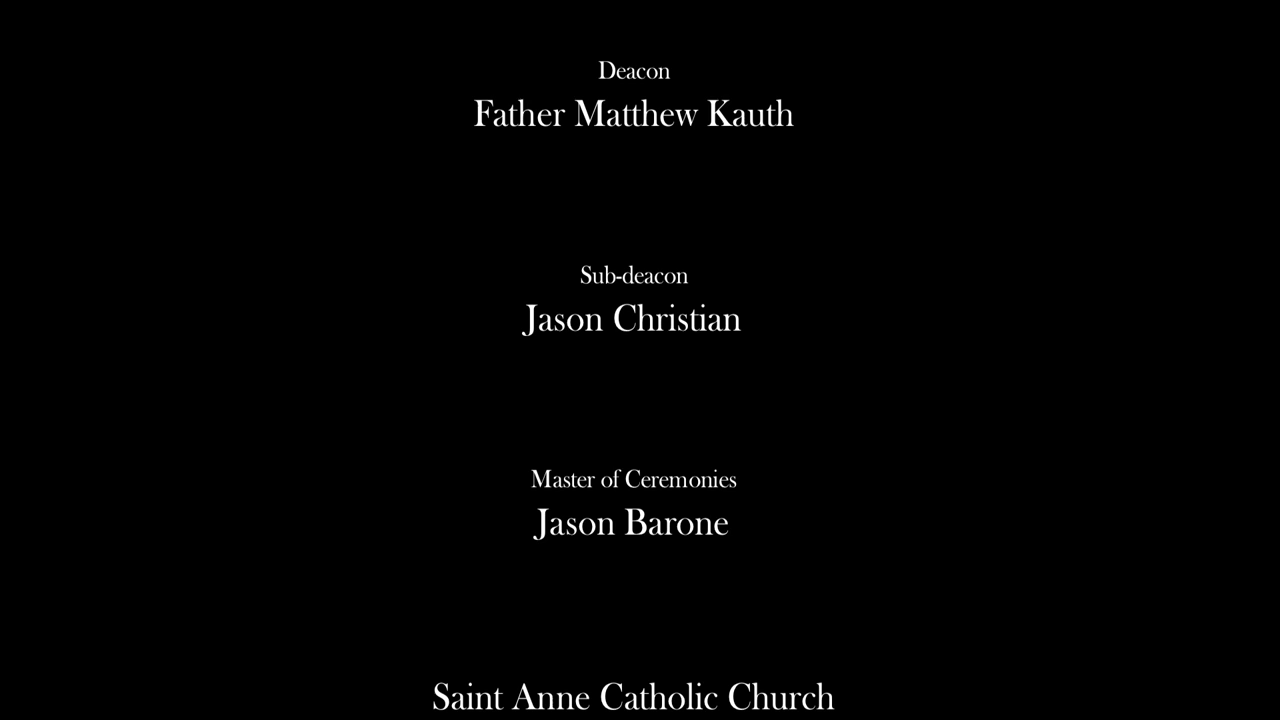 Deacon
Father Matthew Kauth
Sub-deacon
Jason Christian
Master of Ceremonies
Jason Barone
Saint Anne Catholic Church